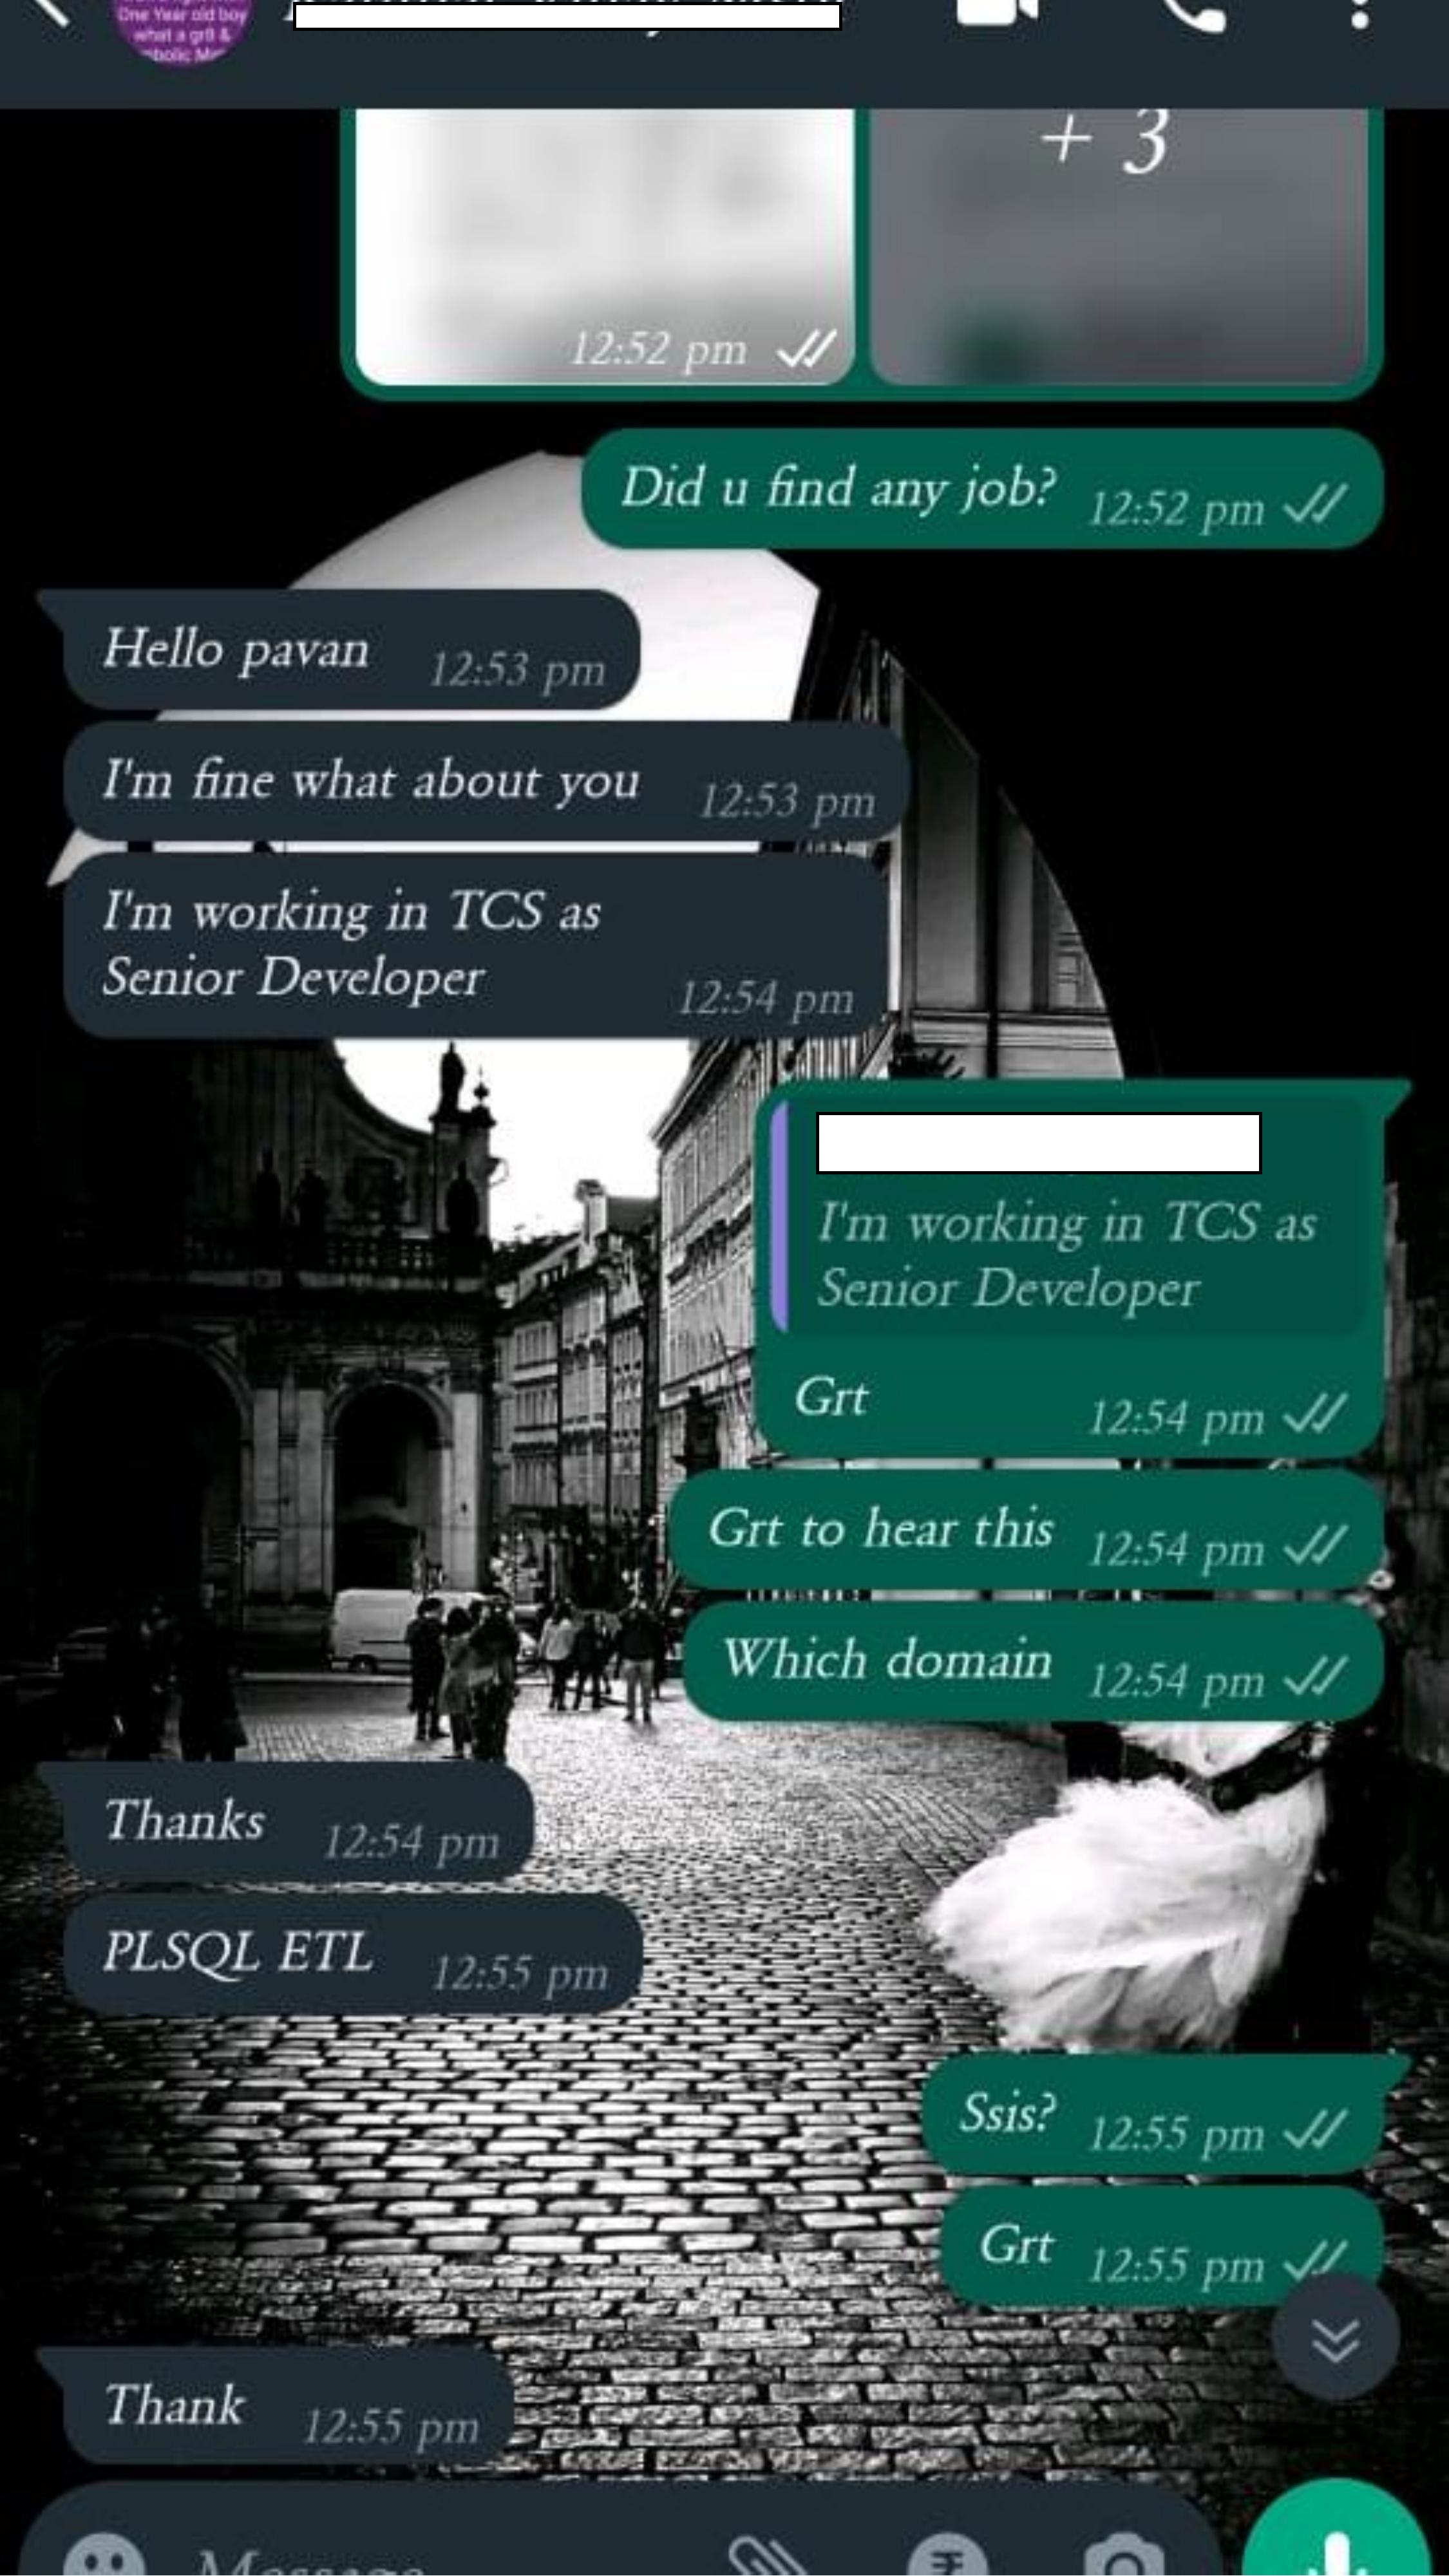 One Year old boy
what a gr8 &
+ 3
12:52 pm
Did u find any job? 12:52 pm
Hello pavan 12:53 pm
I'm fine what about you 12:53 pm
I'm working in TCS as
Senior Developer 12:54 pm
I'm working in TCS as
Senior Developer
Grt 12:54 pm
Grt to hear this 12:54 pm
Which domain 12:54 pm
Thanks 12:54 pm
PLSQL ETL 12:55 pm
Ssis? 12:55 pm
Grt 12:55 pm
Thank 12:55 pm
Message